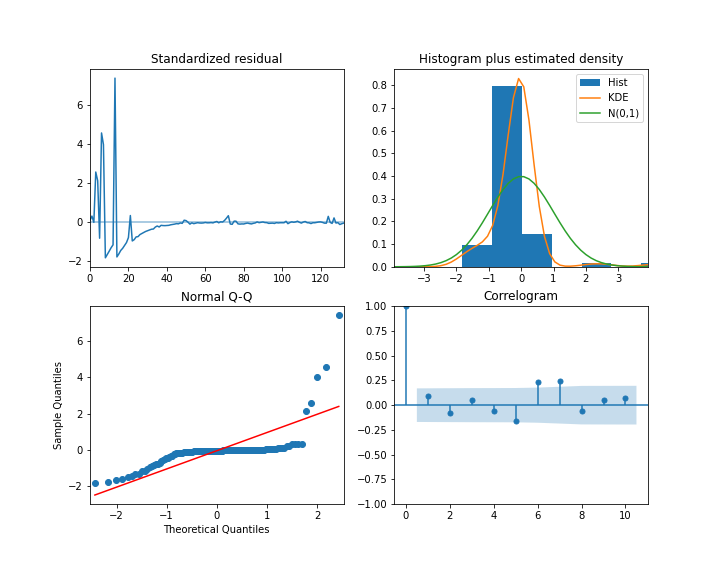 Standardized residual
6
4
2
0
−2
0 20 40 60 80 100 120
Histogram plus estimated density
Hist
KDE
N(0,1)
0.8
0.7
0.6
0.5
0.4
0.3
0.2
0.1
0.0
−3 −2 −1 0 1 2 3
Normal Q-Q
Sample Quantiles
6
4
2
0
−2
−2 −1 0 1 2
Theoretical Quantiles
Correlogram
1.00
0.75
0.50
0.25
0.00
−0.25
−0.50
−0.75
−1.00
0 2 4 6 8 10